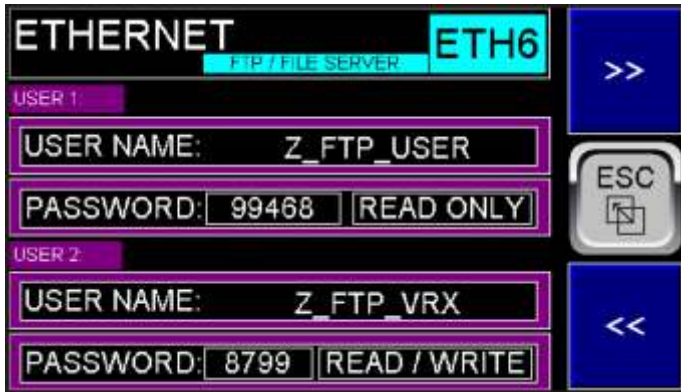 ETHERNET
ETH6
FTP / FILE SERVER
>>
USER 1:
USER NAME: Z_FTP_USER
PASSWORD: 99468 READ ONLY
ESC
USER 2:
USER NAME: Z_FTP_VRX
PASSWORD: 8799 READ / WRITE
<<